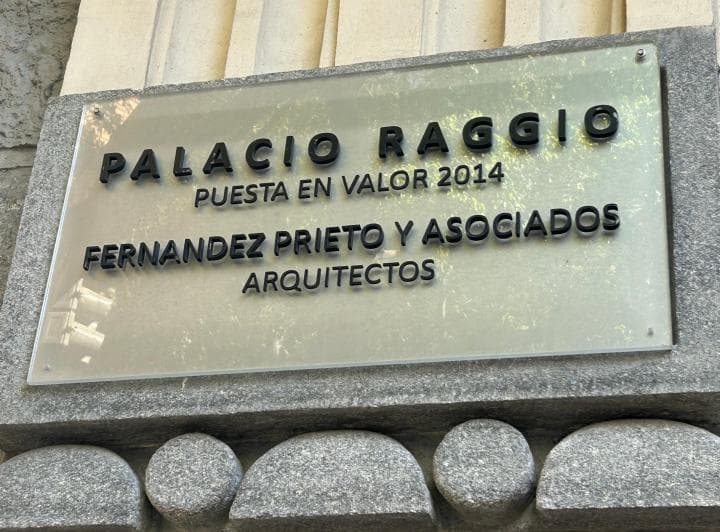 PALACIO RAGGIO
PUESTA EN VALOR 2014
FERNANDEZ PRIETO Y ASOCIADOS
ARQUITECTOS